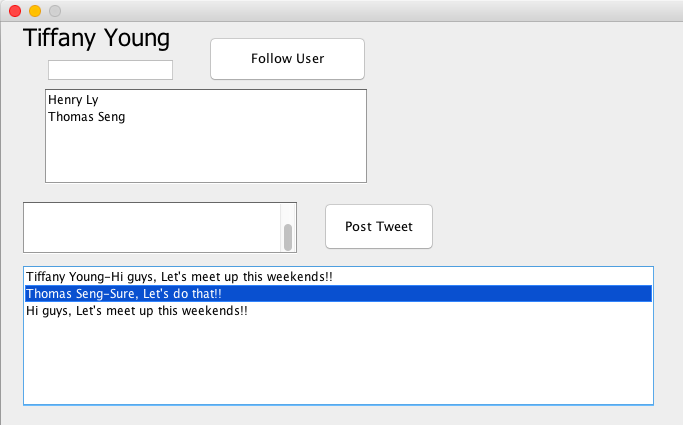 Tiffany Young
Follow User
Henry Ly
Thomas Seng
Post Tweet
Tiffany Young-Hi guys, Let's meet up this weekends!!
Thomas Seng-Sure, Let's do that!!
Hi guys, Let's meet up this weekends!!